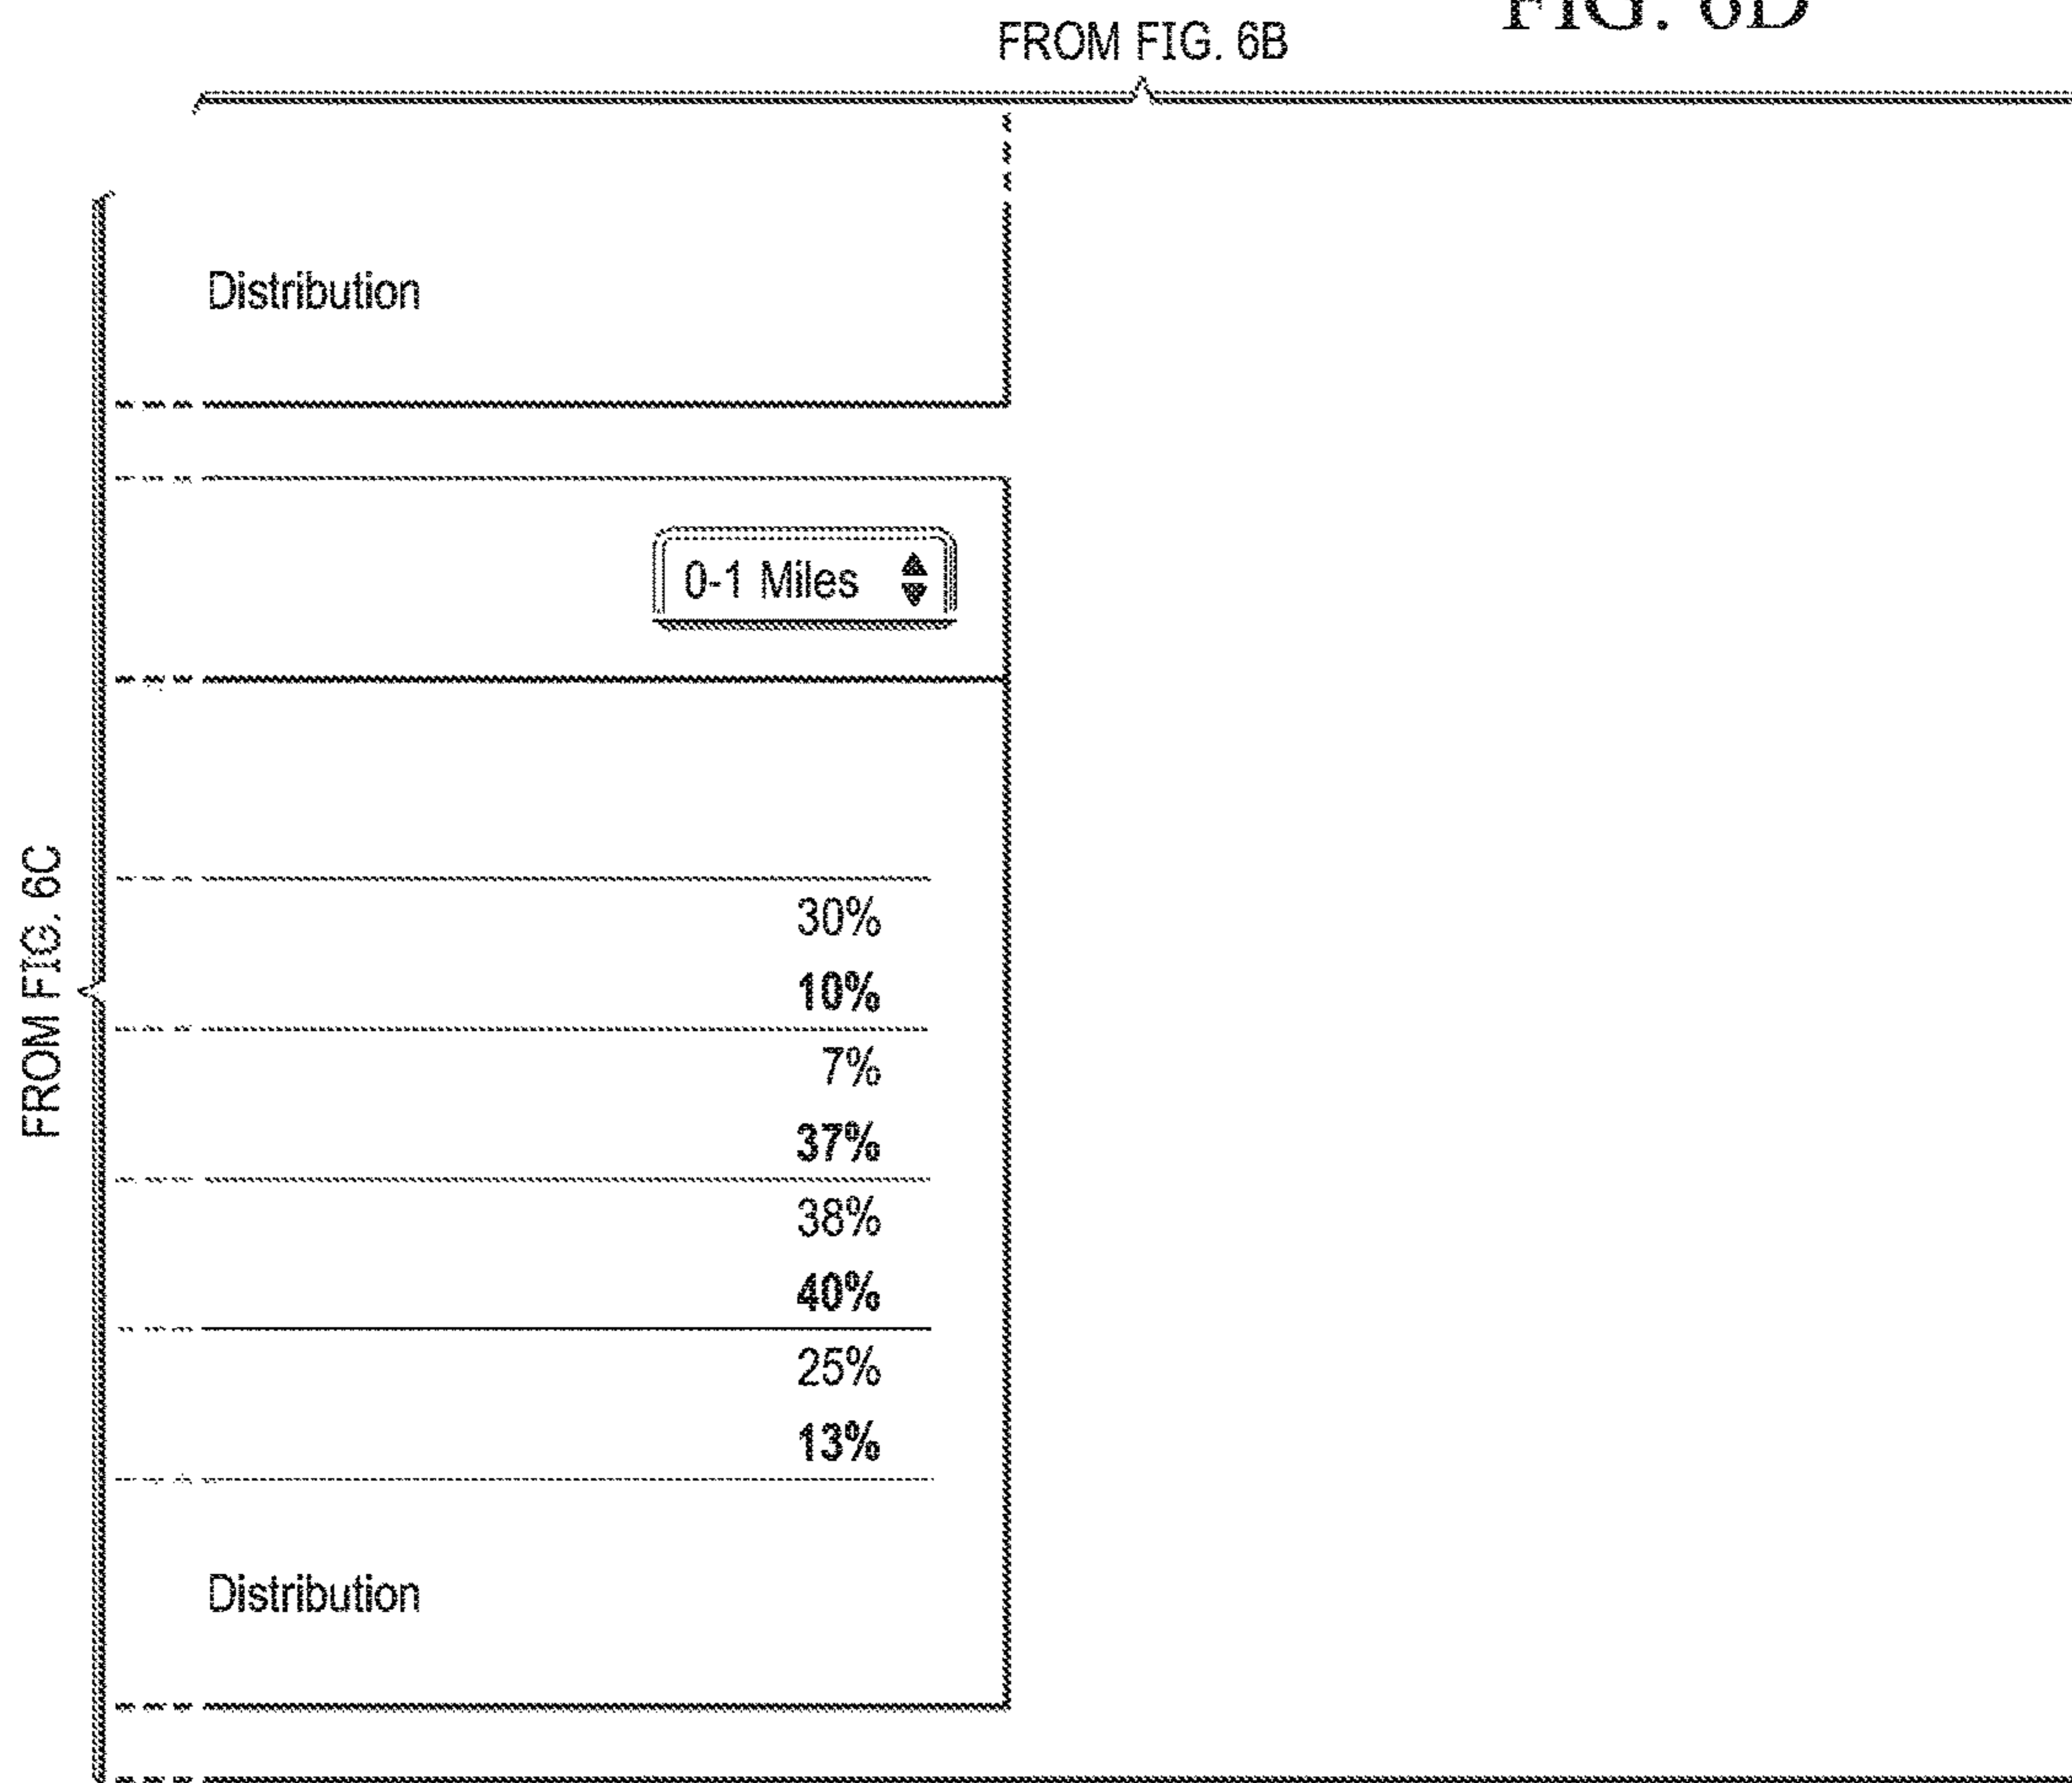 FIG. 6D
FROM FIG. 6B
Distribution
0-1 Miles
FROM FIG. 6C
30%
10%
7%
37%
38%
40%
25%
13%
Distribution